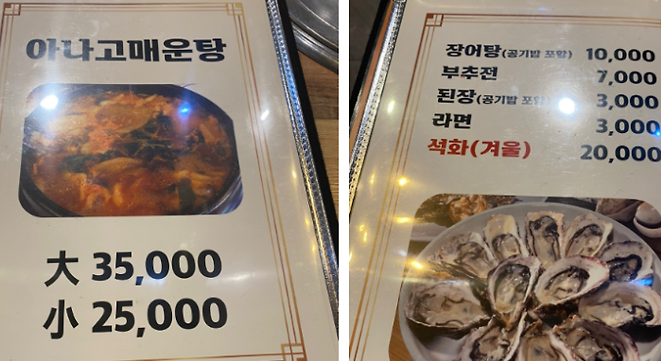 아나고매운탕
大 35,000
小 25,000
장어탕(공기밥 포함) 10,000
부추전 7,000
된장(공기밥 포함) 3,000
라면 3,000
석화(겨울) 20,000